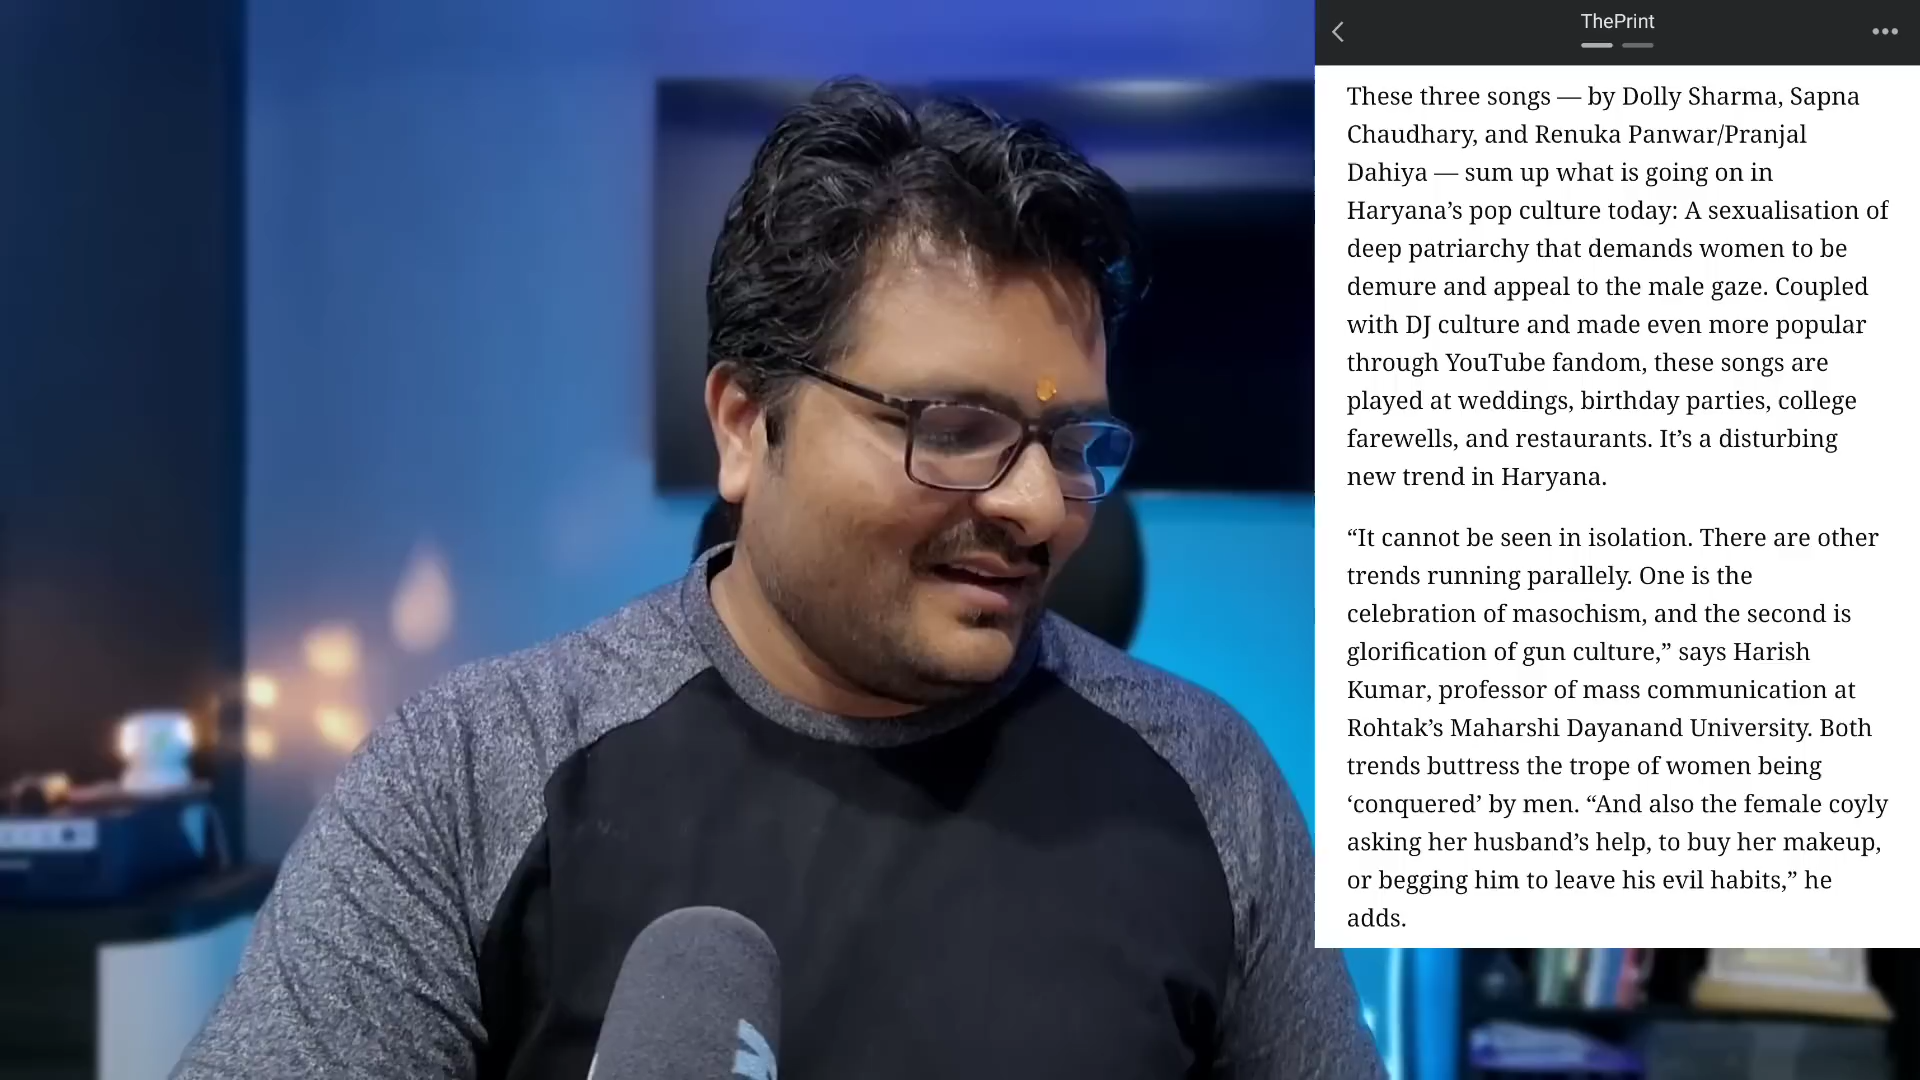 ThePrint
These three songs — by Dolly Sharma, Sapna
Chaudhary, and Renuka Panwar/Pranjal
Dahiya — sum up what is going on in
Haryana’s pop culture today: A sexualisation of
deep patriarchy that demands women to be
demure and appeal to the male gaze. Coupled
with DJ culture and made even more popular
through YouTube fandom, these songs are
played at weddings, birthday parties, college
farewells, and restaurants. It’s a disturbing
new trend in Haryana.
“It cannot be seen in isolation. There are other
trends running parallely. One is the
celebration of masochism, and the second is
glorification of gun culture,” says Harish
Kumar, professor of mass communication at
Rohtak’s Maharshi Dayanand University. Both
trends buttress the trope of women being
‘conquered’ by men. “And also the female coyly
asking her husband’s help, to buy her makeup,
or begging him to leave his evil habits,” he
adds.